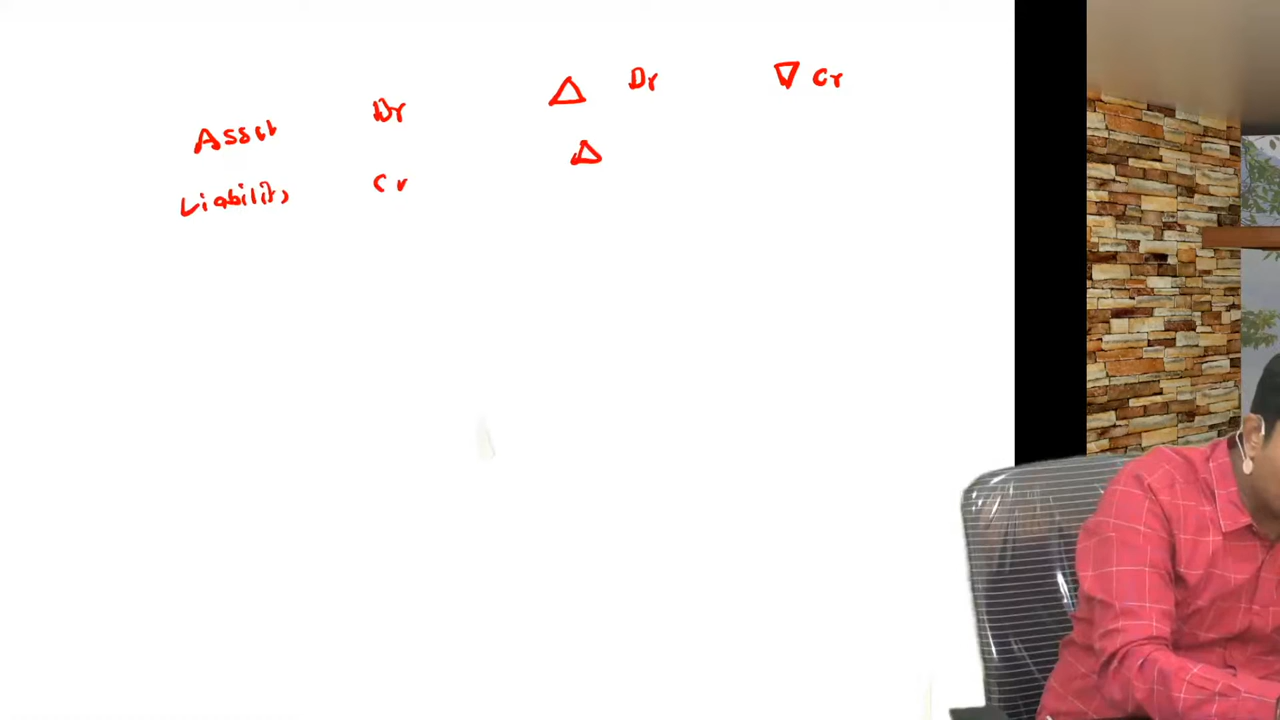 Asset Dr △ Dr ▽ Cr
Liability Cr △